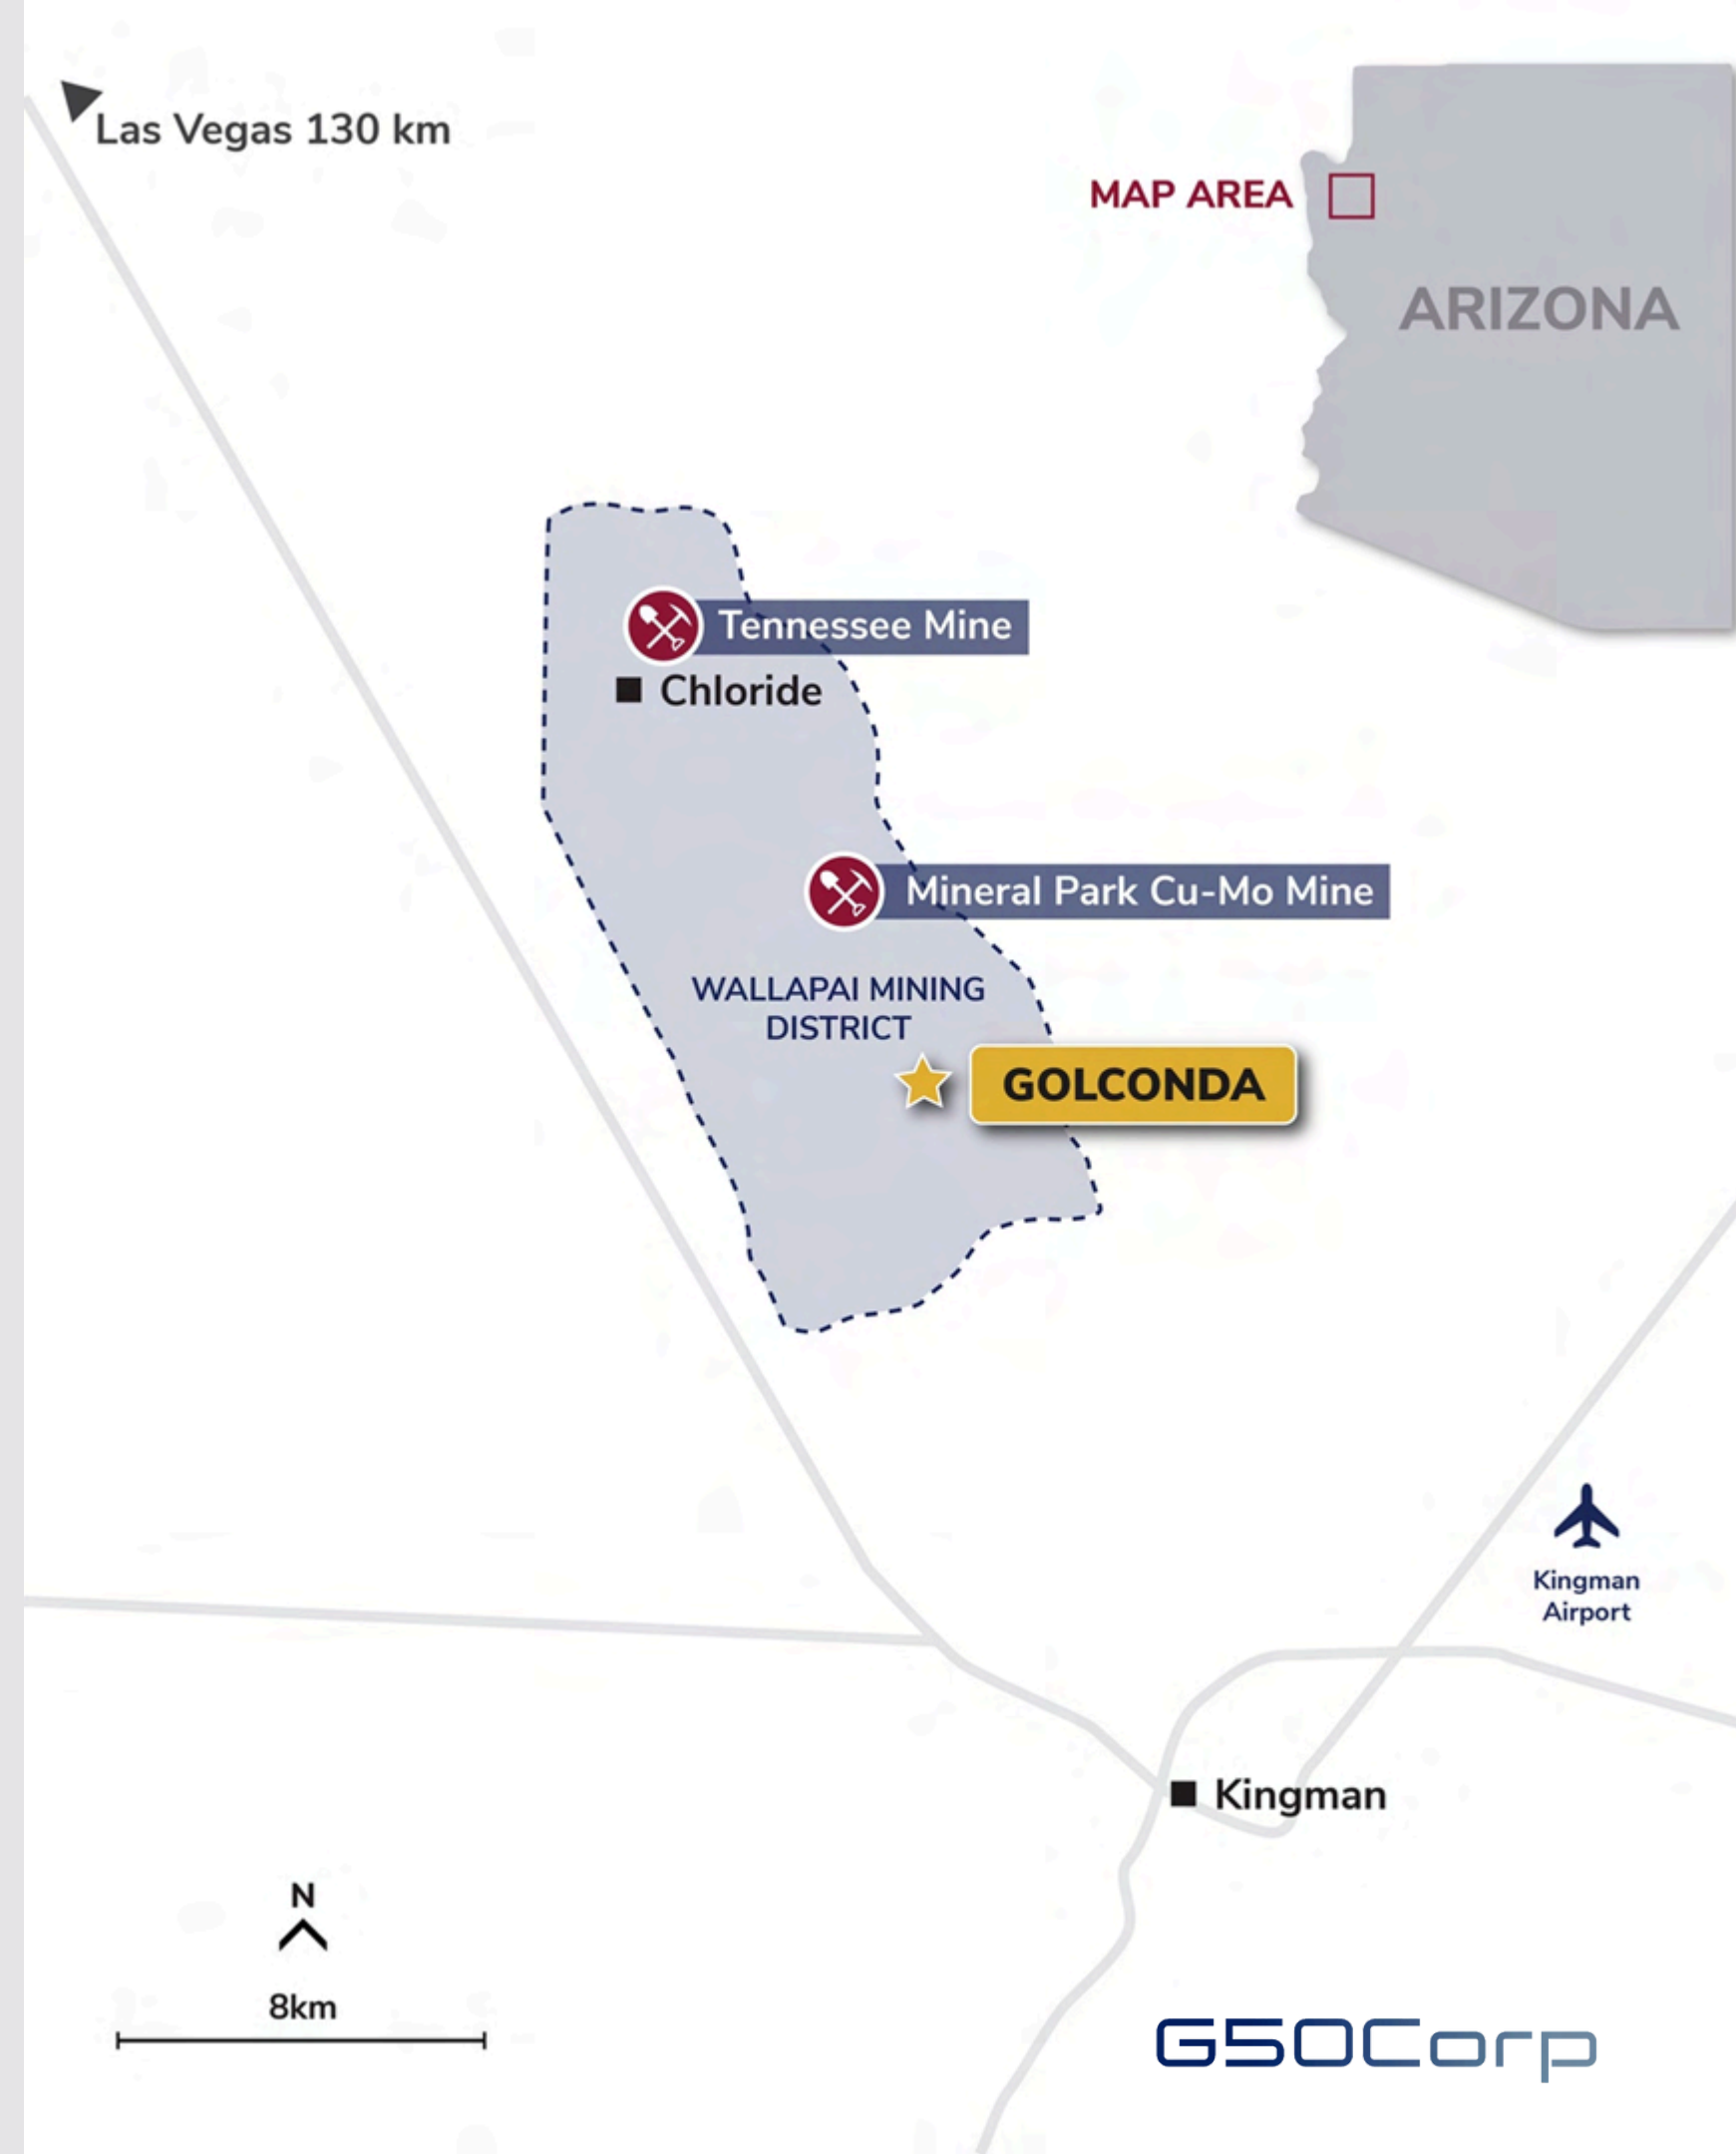 Las Vegas 130 km
MAP AREA
ARIZONA
Tennessee Mine
Chloride
Mineral Park Cu-Mo Mine
WALLAPAI MINING
DISTRICT
GOLCONDA
Kingman
Airport
Kingman
N
8km
G50Corp